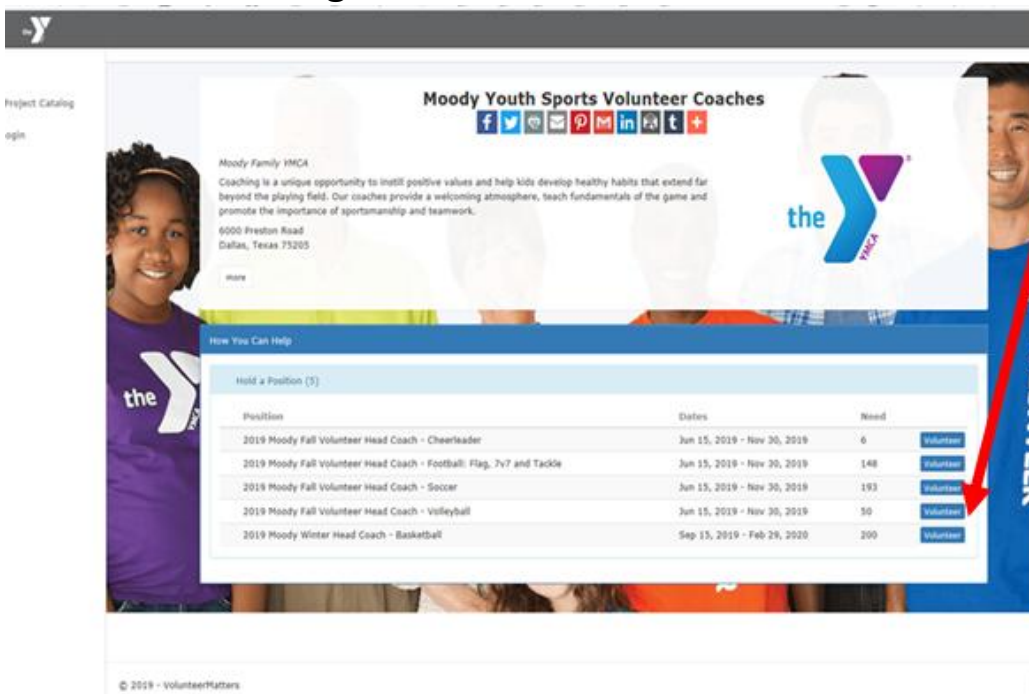 the Y
Project Catalog
ogin
Moody Youth Sports Volunteer Coaches
Moody Family YMCA
Coaching is a unique opportunity to instill positive values and help kids develop healthy habits that extend far
beyond the playing field. Our coaches provide a welcoming atmosphere, teach fundamentals of the game and
promote the importance of sportsmanship and teamwork.
6000 Preston Road
Dallas, Texas 75205
more
the Y
YMCA
How You Can Help
Hold a Position (5)
the
Position Dates Need
2019 Moody Fall Volunteer Head Coach - Cheerleader Jun 15, 2019 - Nov 30, 2019 6 Volunteer
2019 Moody Fall Volunteer Head Coach - Football: Flag, 7v7 and Tackle Jun 15, 2019 - Nov 30, 2019 148 Volunteer
2019 Moody Fall Volunteer Head Coach - Soccer Jun 15, 2019 - Nov 30, 2019 193 Volunteer
2019 Moody Fall Volunteer Head Coach - Volleyball Jun 15, 2019 - Nov 30, 2019 50 Volunteer
2019 Moody Winter Head Coach - Basketball Sep 15, 2019 - Feb 29, 2020 200 Volunteer
© 2019 - VolunteerMatters